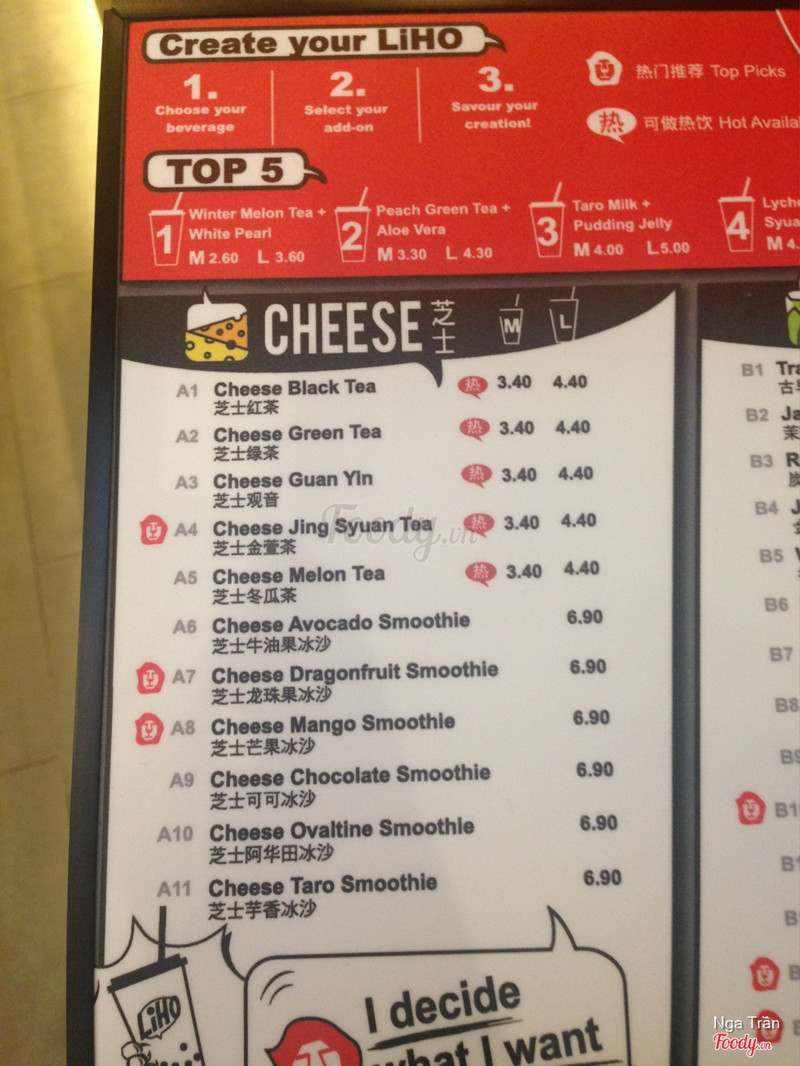 Create your LiHO
1.
Choose your
beverage
2.
Select your
add-on
3.
Savour your
creation!
热门推荐 Top Picks
热 可做热饮 Hot
TOP 5
1 Winter Melon Tea +
White Pearl
M 2.60 L 3.60
2 Peach Green Tea +
Aloe Vera
M 3.30 L 4.30
3 Taro Milk +
Pudding Jelly
M 4.00 L 5.00
4
M
CHEESE 芝士 M L
A1 Cheese Black Tea 热 3.40 4.40
芝士红茶
A2 Cheese Green Tea 热 3.40 4.40
芝士绿茶
A3 Cheese Guan Yin 热 3.40 4.40
芝士观音
A4 Cheese Jing Syuan Tea 热 3.40 4.40
芝士金萱茶
A5 Cheese Melon Tea 热 3.40 4.40
芝士冬瓜茶
A6 Cheese Avocado Smoothie 6.90
芝士牛油果冰沙
A7 Cheese Dragonfruit Smoothie 6.90
芝士龙珠果冰沙
A8 Cheese Mango Smoothie 6.90
芝士芒果冰沙
A9 Cheese Chocolate Smoothie 6.90
芝士可可冰沙
A10 Cheese Ovaltine Smoothie 6.90
芝士阿华田冰沙
A11 Cheese Taro Smoothie 6.90
芝士芋香冰沙
B1
B2
B3
B4
B5
B6
B7
B8
LiHO
I decide
what I want
Foody.vn
Nga Trần
Foody.vn